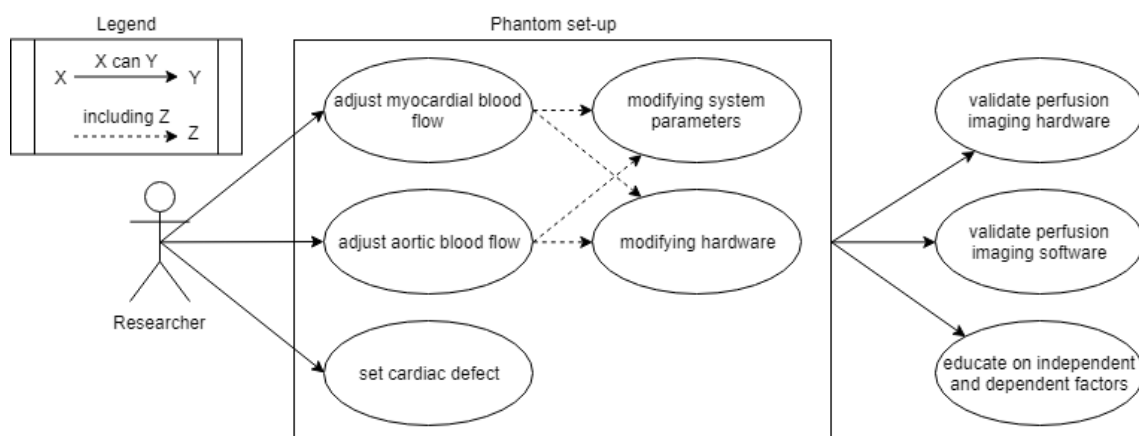 Legend
X can Y
X
Y
including Z
Z
Researcher
Phantom set-up
adjust myocardial blood
flow
modifying system
parameters
adjust aortic blood flow
modifying hardware
set cardiac defect
validate perfusion
imaging hardware
validate perfusion
imaging software
educate on independent
and dependent factors